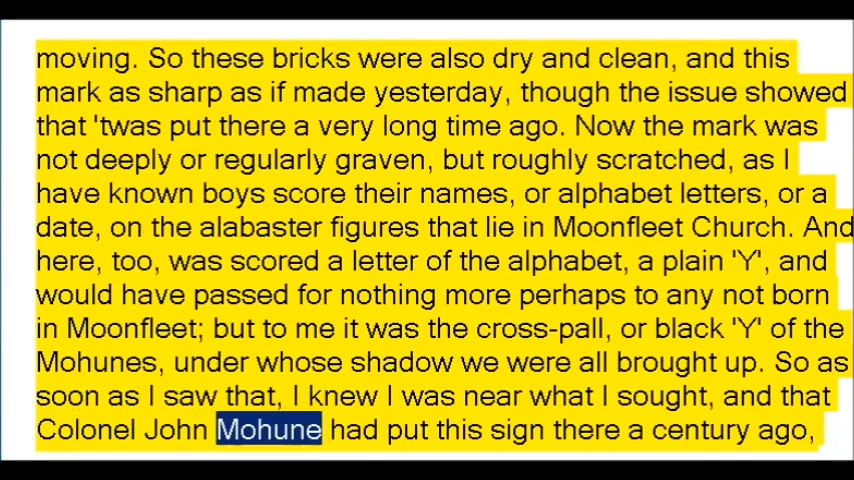 moving. So these bricks were also dry and clean, and this
mark as sharp as if made yesterday, though the issue showed
that 'twas put there a very long time ago. Now the mark was
not deeply or regularly graven, but roughly scratched, as I
have known boys score their names, or alphabet letters, or a
date, on the alabaster figures that lie in Moonfleet Church. And
here, too, was scored a letter of the alphabet, a plain 'Y', and
would have passed for nothing more perhaps to any not born
in Moonfleet; but to me it was the cross-pall, or black 'Y' of the
Mohunes, under whose shadow we were all brought up. So as
soon as I saw that, I knew I was near what I sought, and that
Colonel John Mohune had put this sign there a century ago,